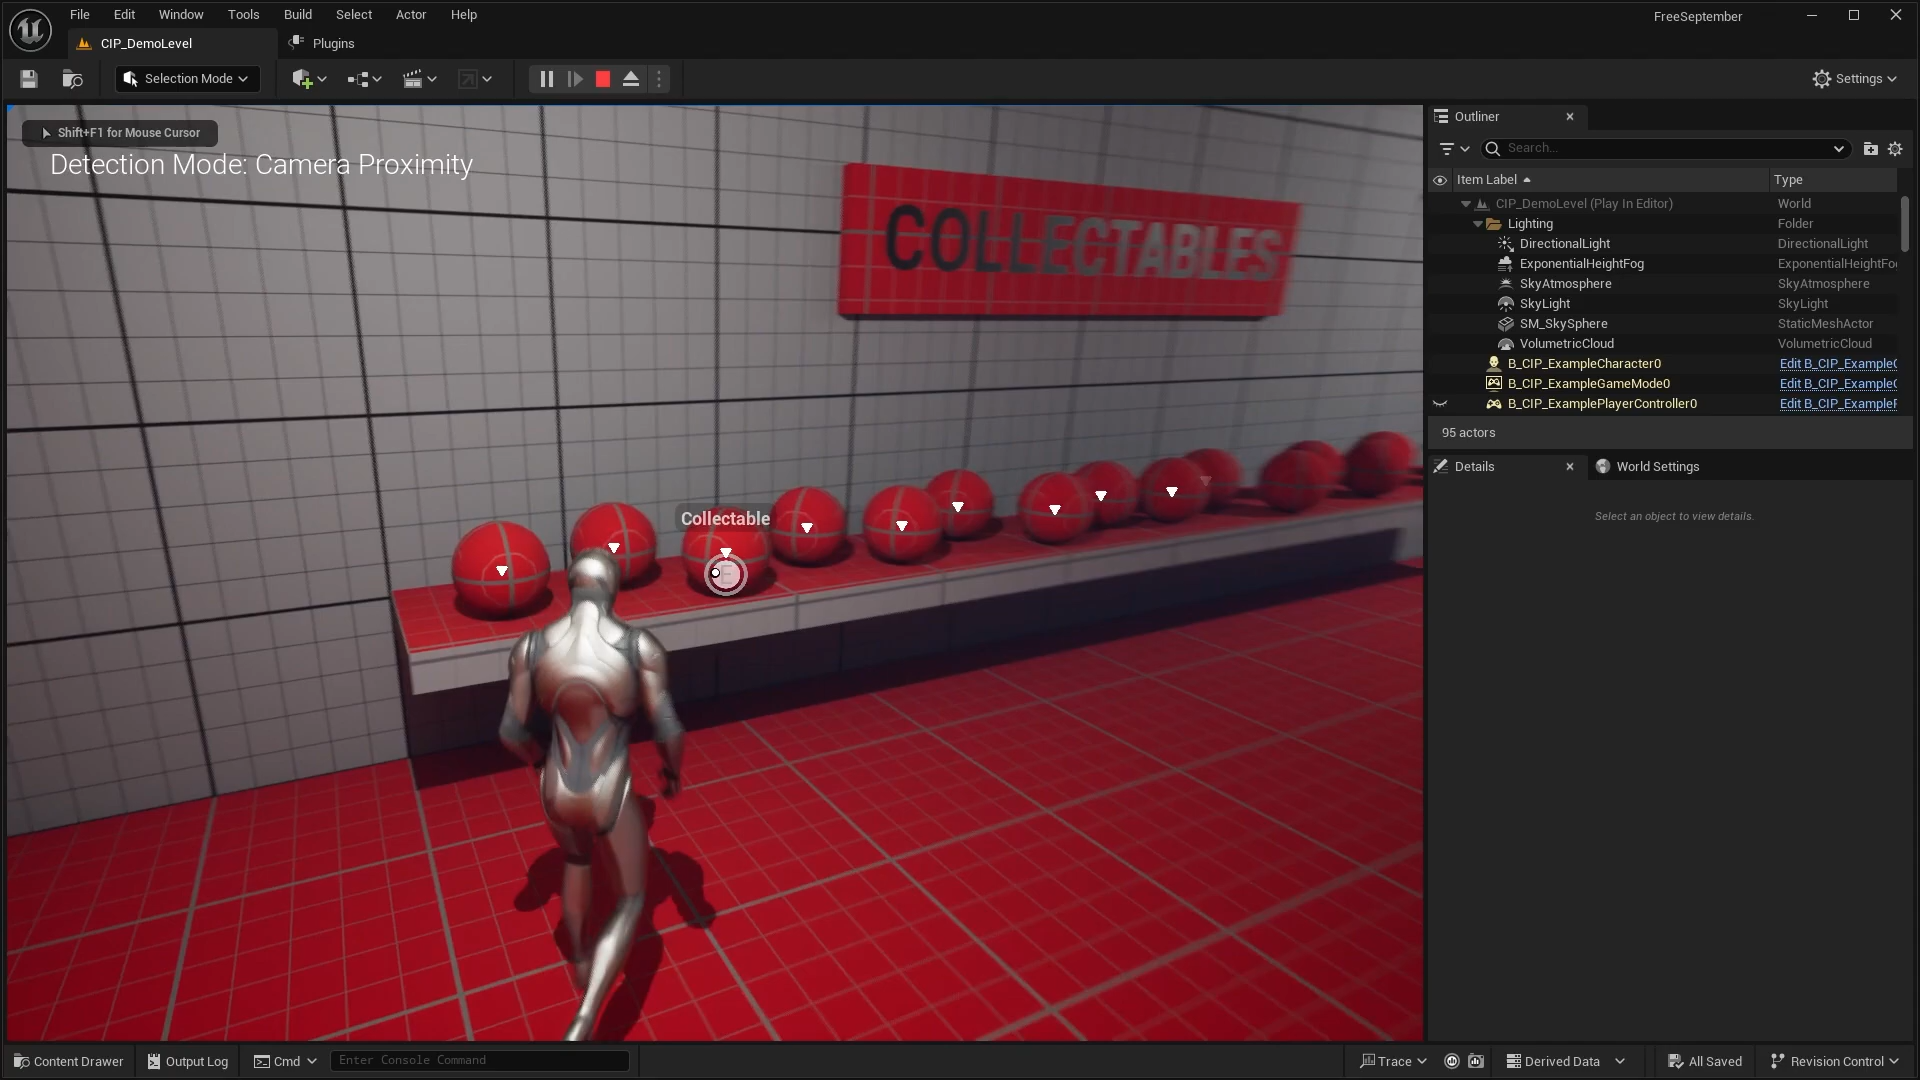 File Edit Window Tools Build Select Actor Help
FreeSeptember
CIP_DemoLevel
Plugins
Selection Mode
Settings
Shift+F1 for Mouse Cursor
Detection Mode: Camera Proximity
COLLECTABLES
Collectable
E
Outliner
Search...
Item Label Type
CIP_DemoLevel (Play In Editor) World
Lighting Folder
DirectionalLight DirectionalLight
ExponentialHeightFog ExponentialHeightFo
SkyAtmosphere SkyAtmosphere
SkyLight SkyLight
SM_SkySphere StaticMeshActor
VolumetricCloud VolumetricCloud
B_CIP_ExampleCharacter0 Edit B_CIP_Example
B_CIP_ExampleGameMode0 Edit B_CIP_Example
B_CIP_ExamplePlayerController0 Edit B_CIP_Example
95 actors
Details
World Settings
Select an object to view details.
Content Drawer
Output Log
Cmd
Enter Console Command
Trace
Derived Data
All Saved
Revision Control